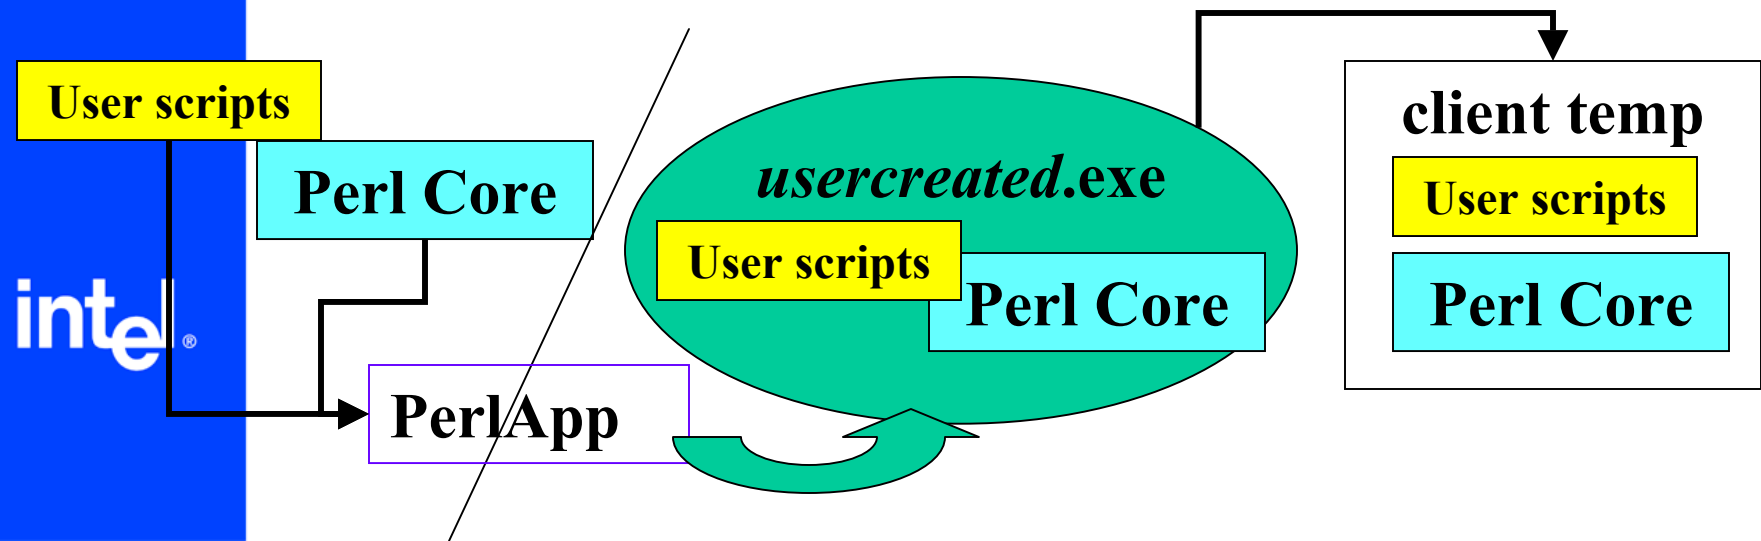 User scripts
Perl Core
intel®
PerlApp
usercreated.exe
User scripts
Perl Core
client temp
User scripts
Perl Core